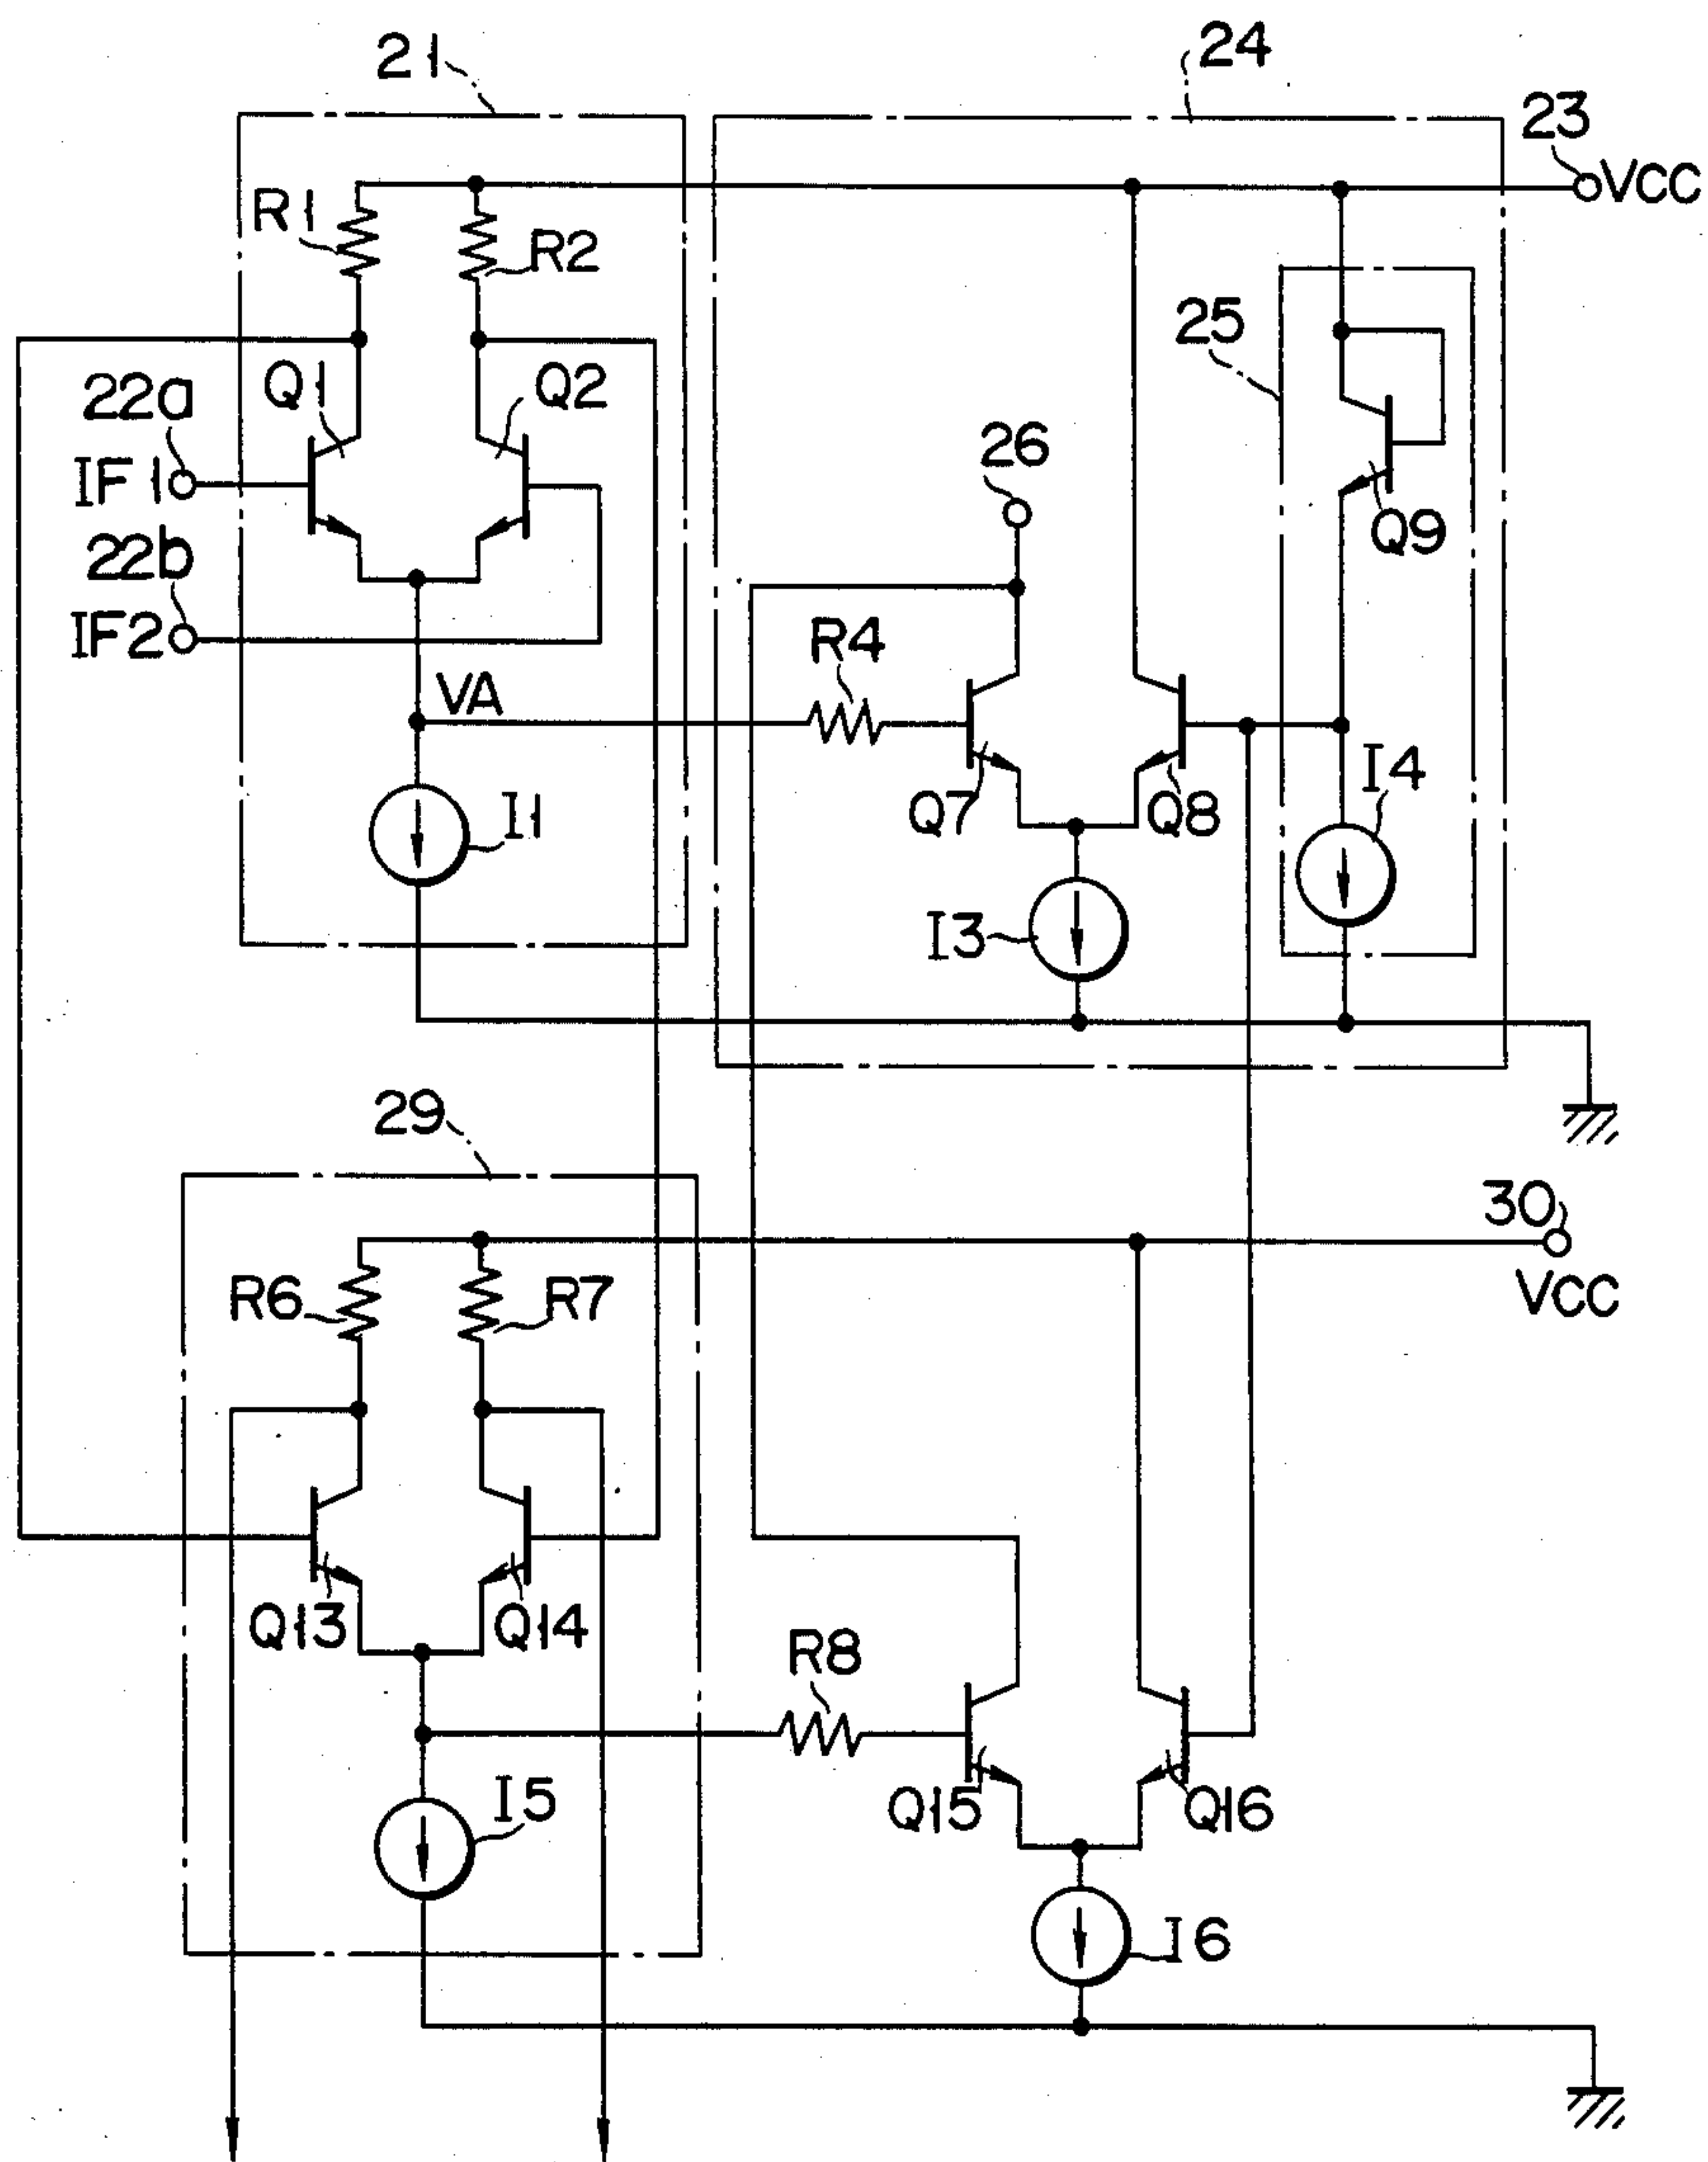 21
24
23
VCC
R1
R2
25
22a
Q1
Q2
IF1
26
Q9
22b
IF2
R4
VA
I4
I1
Q7
Q8
I3
29
30
R6
R7
VCC
Q13
Q14
R8
I5
Q15
Q16
I6